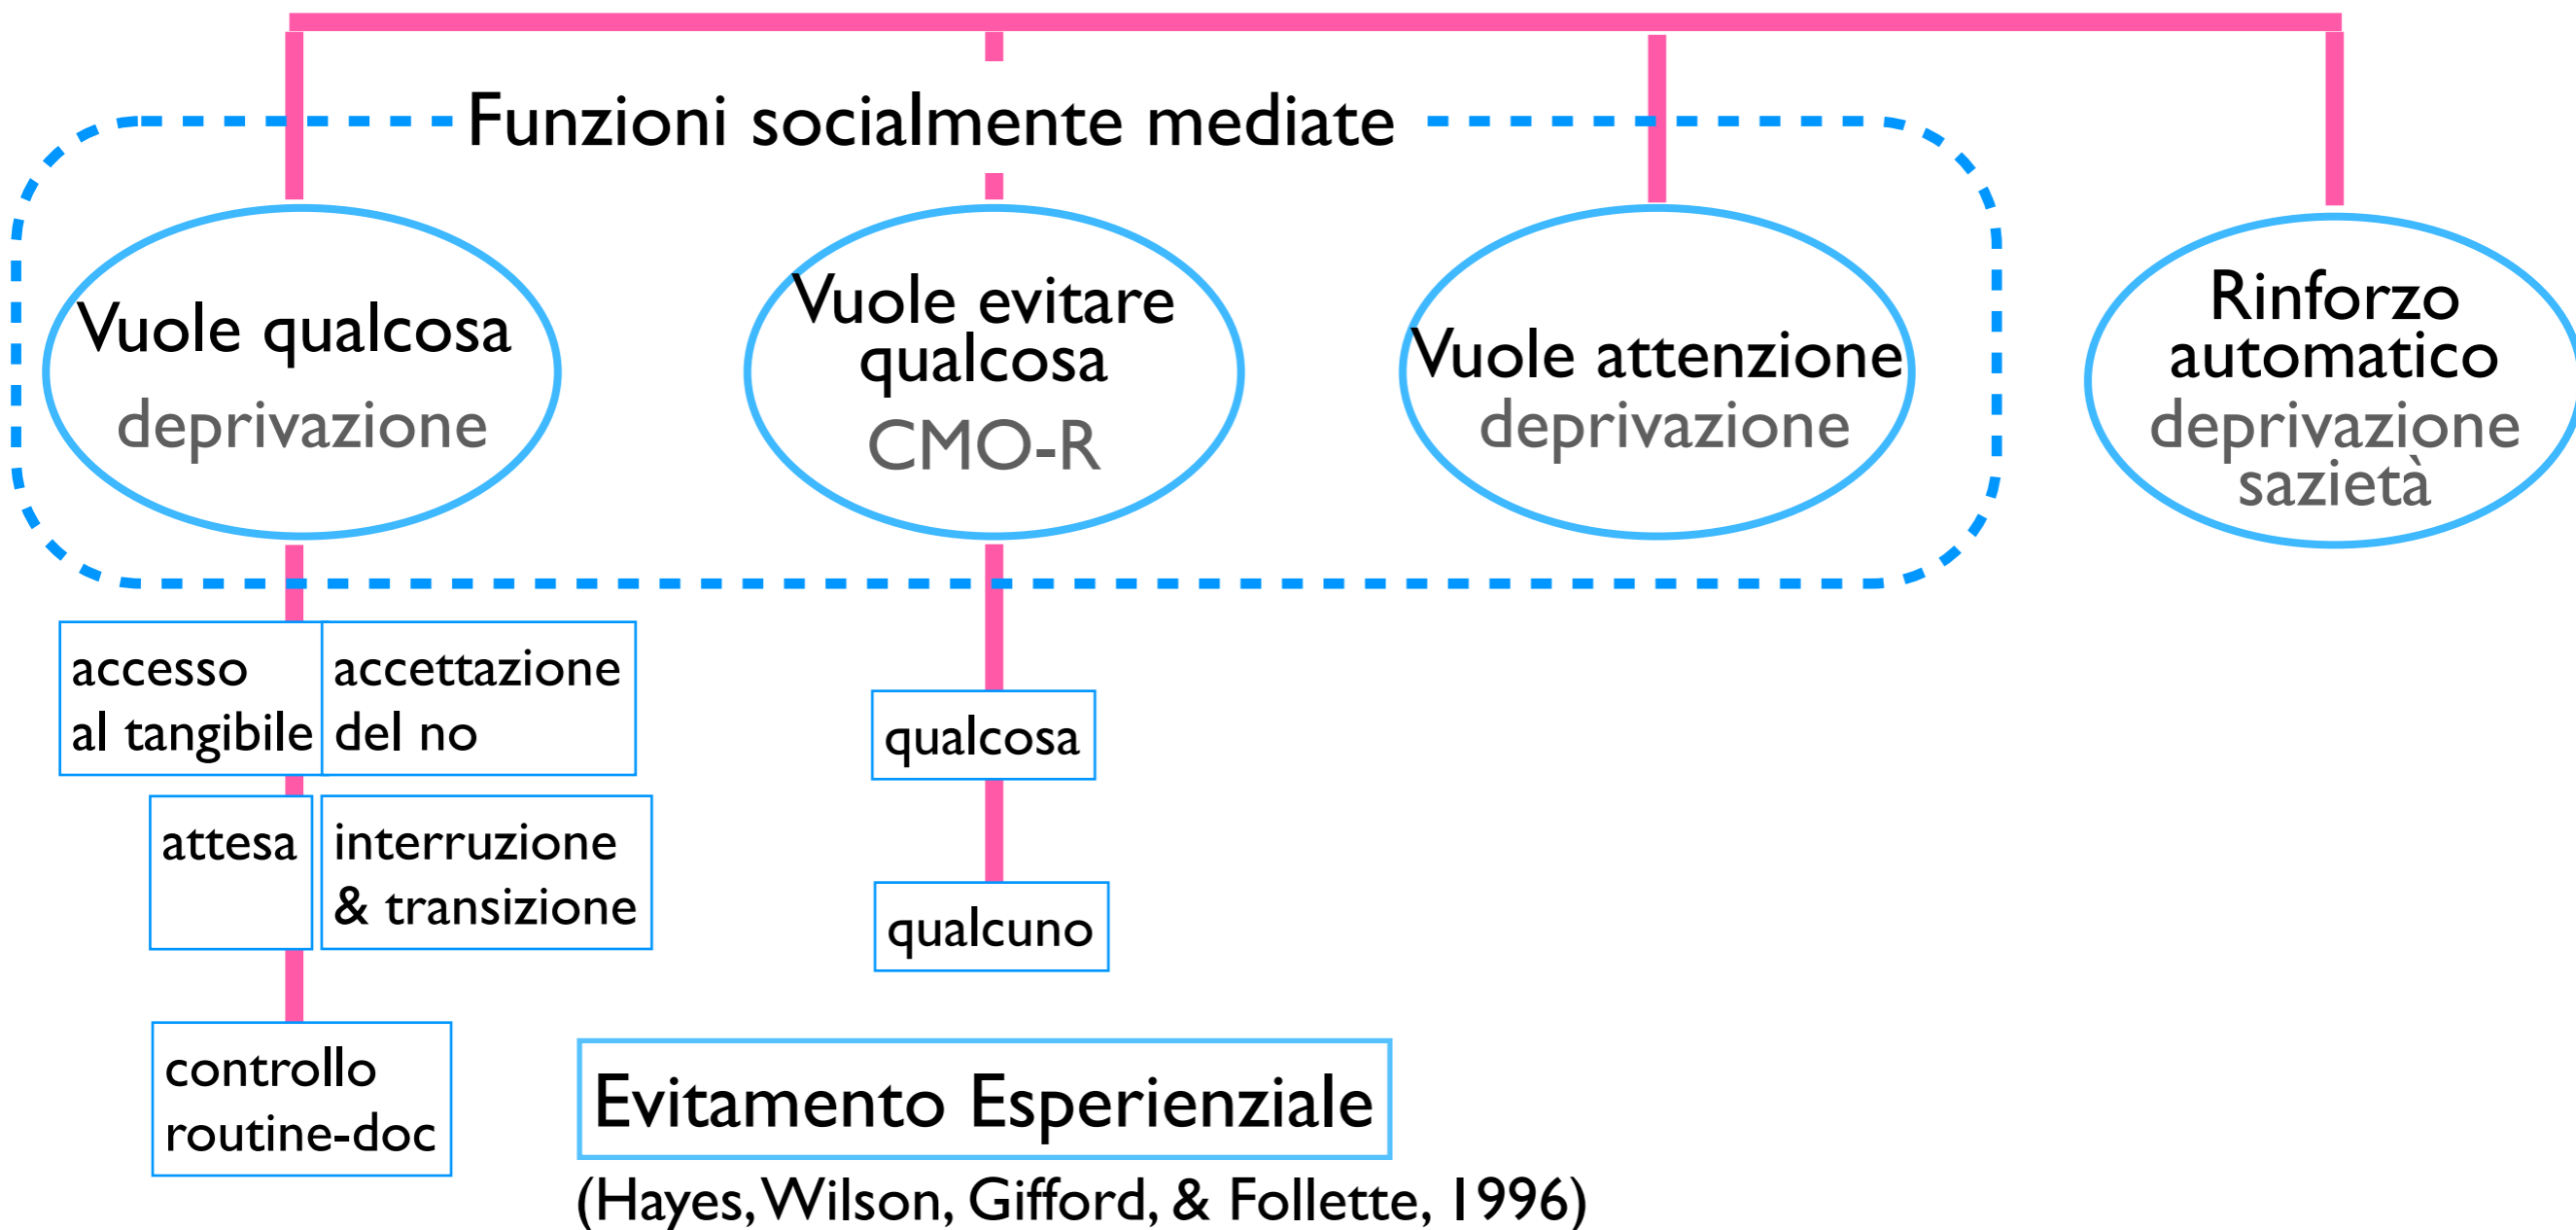 Funzioni socialmente mediate
Vuole qualcosa
deprivazione
Vuole evitare
qualcosa
CMO-R
Vuole attenzione
deprivazione
Rinforzo
automatico
deprivazione
sazietà
accesso
al tangibile
accettazione
del no
attesa
interruzione
& transizione
controllo
routine-doc
qualcosa
qualcuno
Evitamento Esperienziale
(Hayes, Wilson, Gifford, & Follette, 1996)